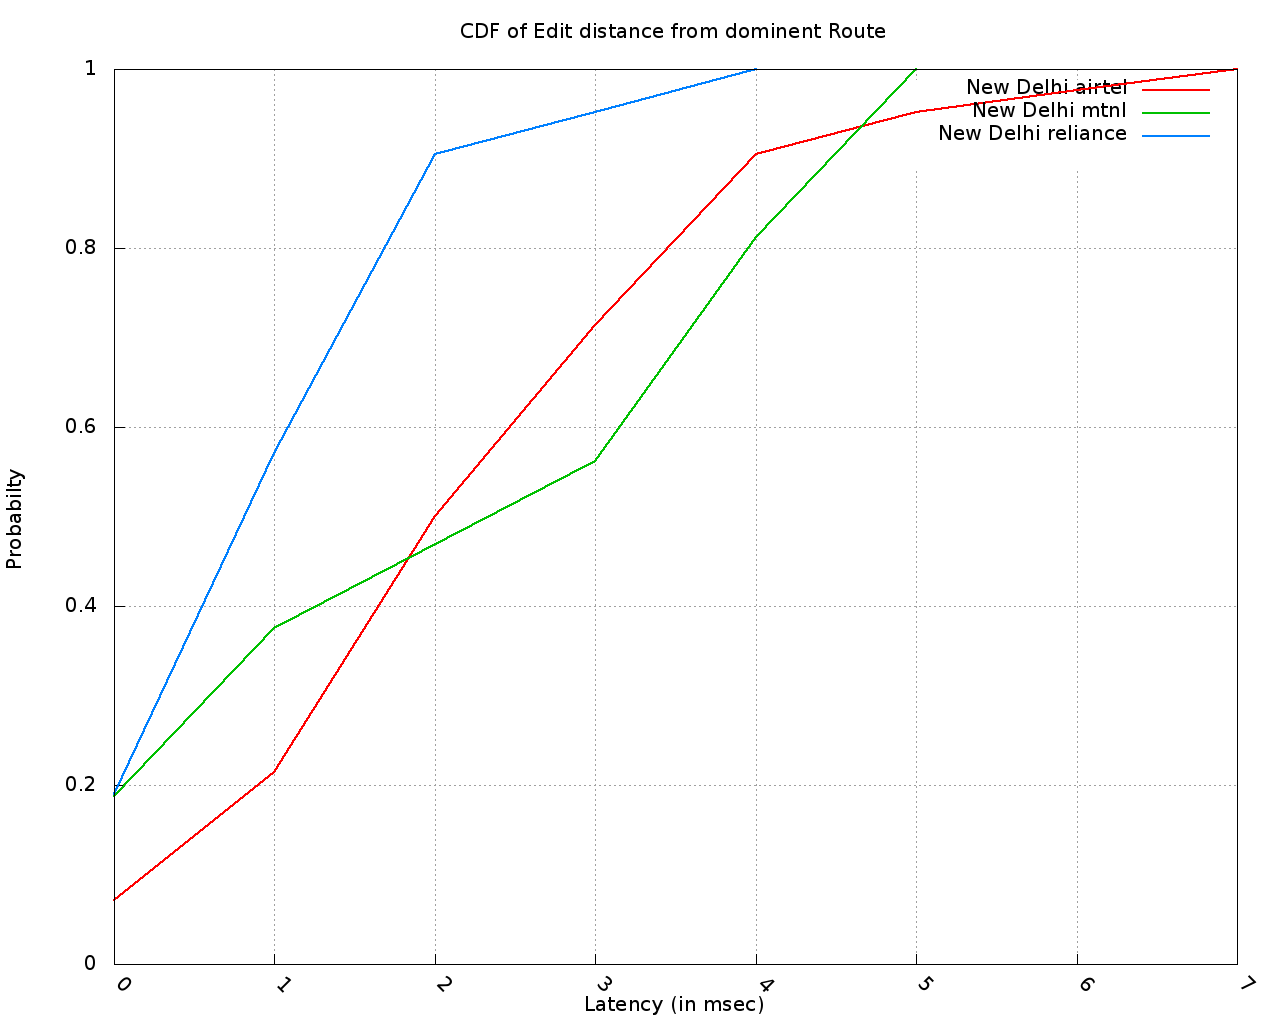 CDF of Edit distance from dominent Route
1
0.8
0.6
0.4
0.2
0
Probabilty
New Delhi airtel
New Delhi mtnl
New Delhi reliance
0 1 2 3 4 5 6 7
Latency (in msec)